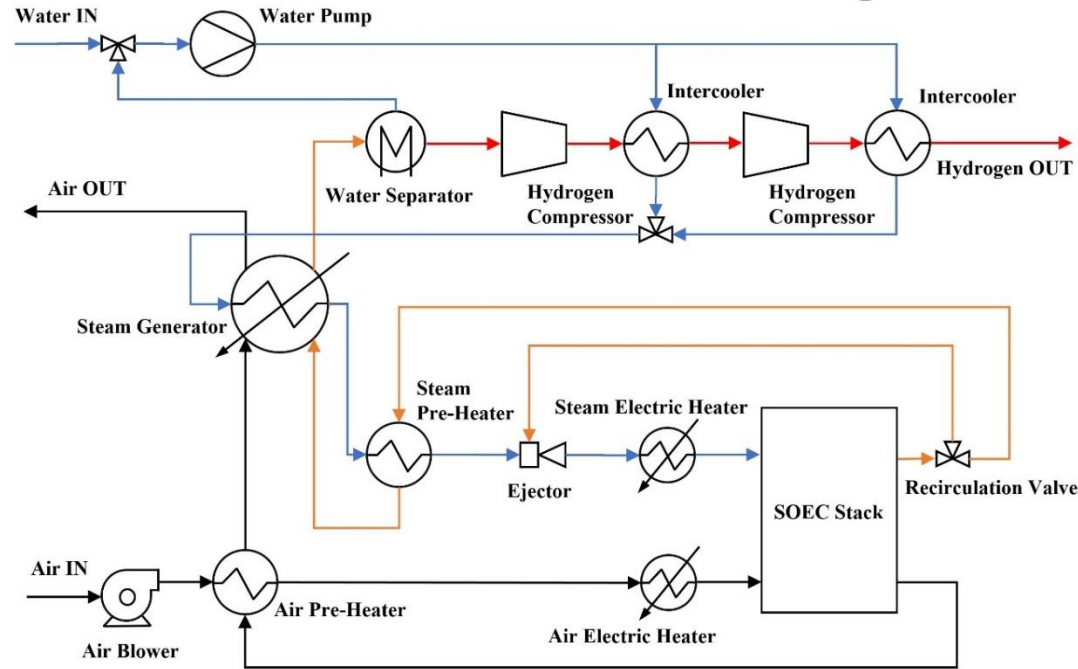 Water IN
Water Pump
Intercooler
Intercooler
Water Separator
Hydrogen
Compressor
Hydrogen
Compressor
Hydrogen OUT
Air OUT
Steam Generator
Steam
Pre-Heater
Steam Electric Heater
Ejector
SOEC Stack
Recirculation Valve
Air IN
Air Blower
Air Pre-Heater
Air Electric Heater